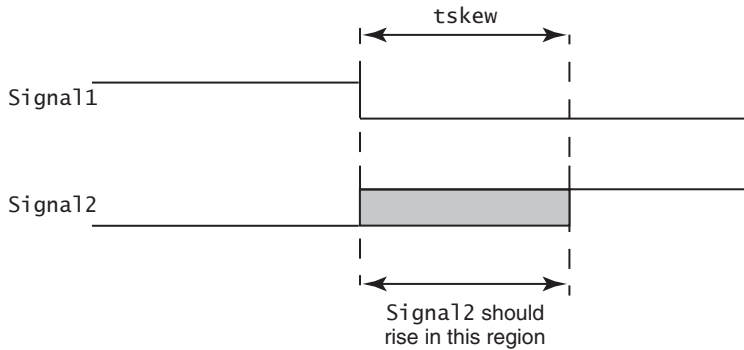 tskew
Signal1
Signal2
Signal2 should
rise in this region